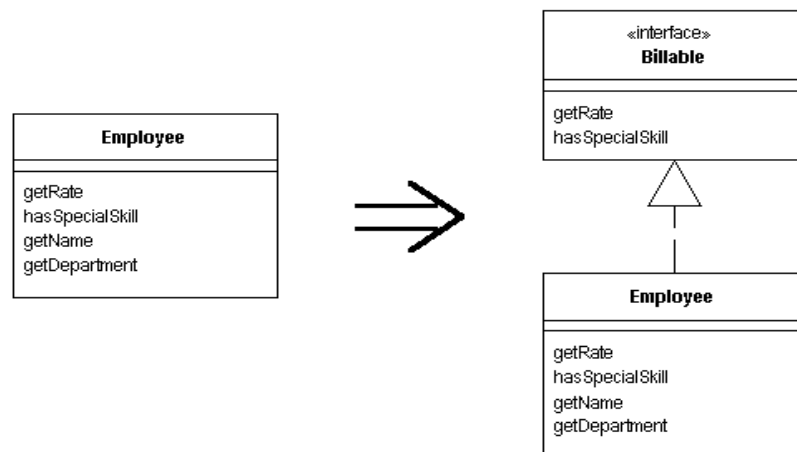 Employee
getRate
hasSpecialSkill
getName
getDepartment
«interface»
Billable
getRate
hasSpecialSkill
Employee
getRate
hasSpecialSkill
getName
getDepartment